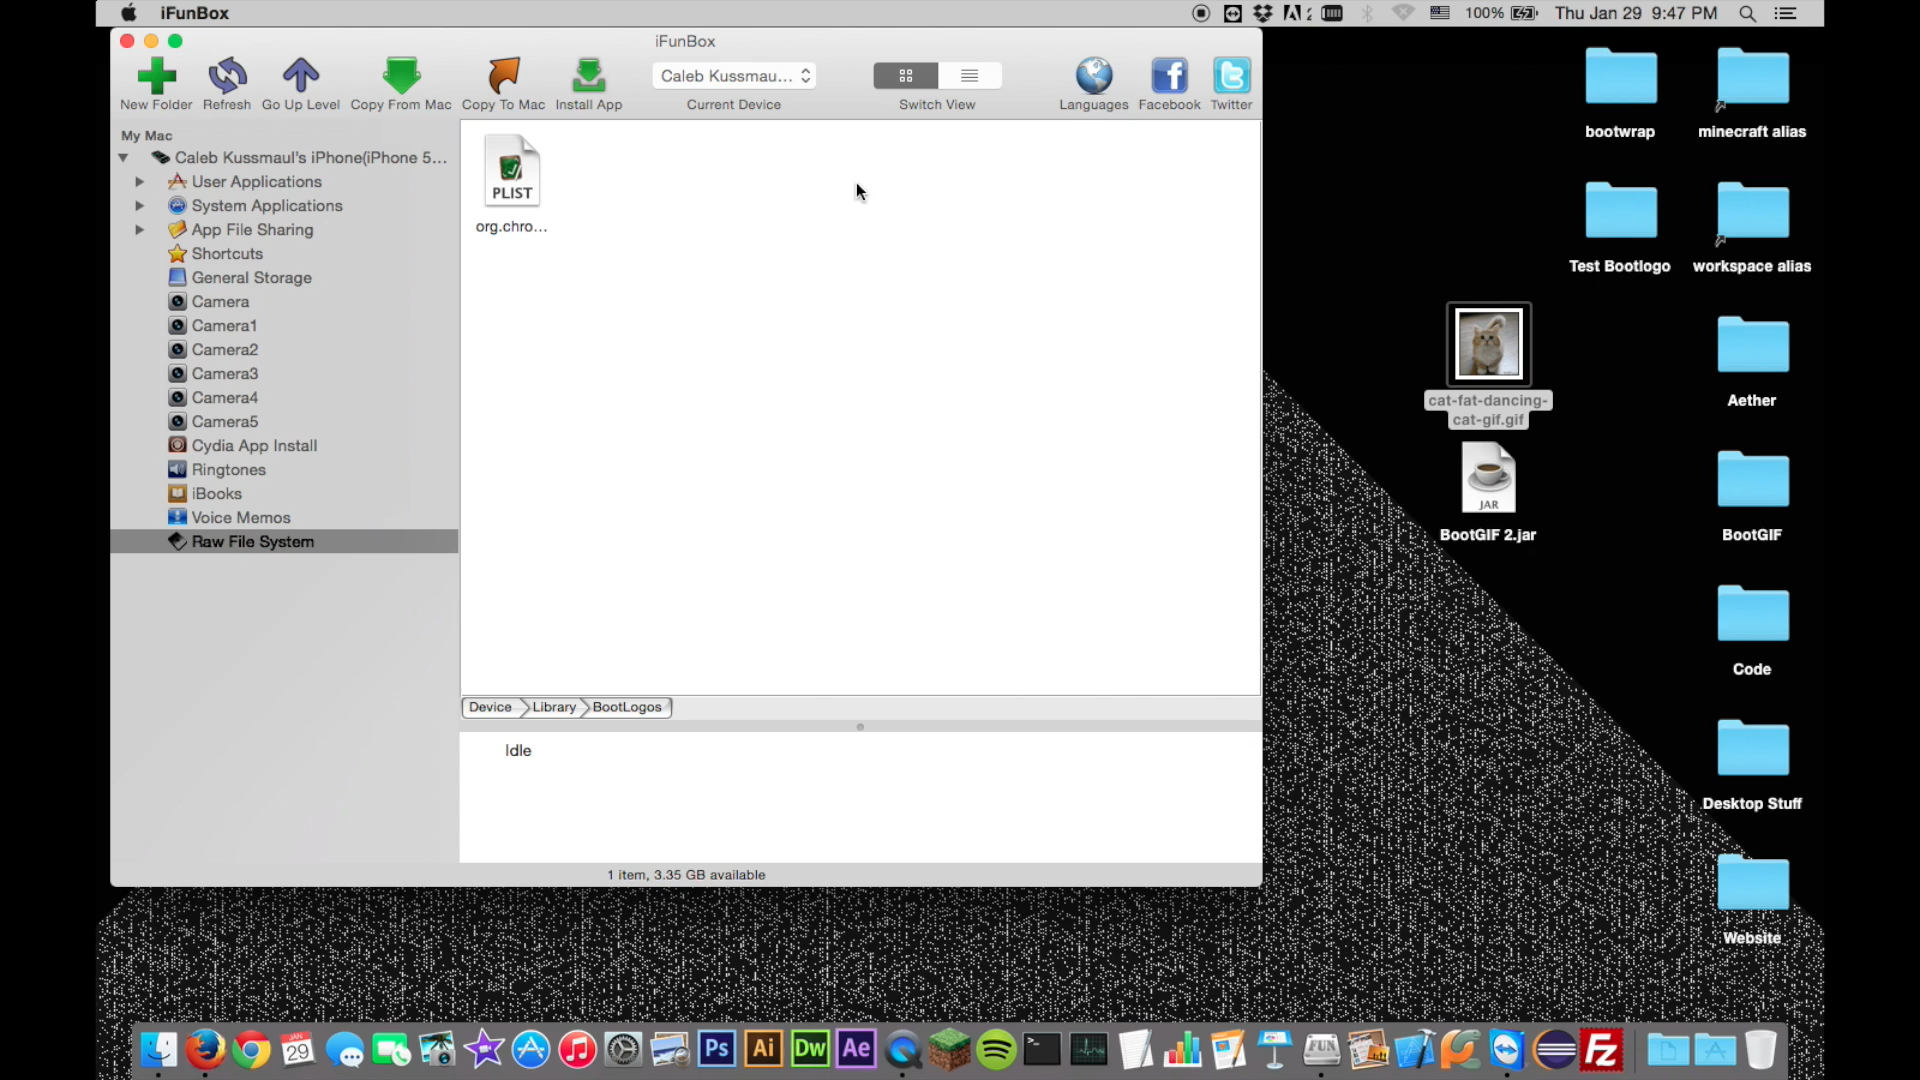 iFunBox
100%
Thu Jan 29 9:47 PM
iFunBox
New Folder
Refresh
Go Up Level
Copy From Mac
Copy To Mac
Install App
Caleb Kussmau...
Current Device
Switch View
Languages
Facebook
Twitter
My Mac
Caleb Kussmaul's iPhone(iPhone 5...
User Applications
System Applications
App File Sharing
Shortcuts
General Storage
Camera
Camera1
Camera2
Camera3
Camera4
Camera5
Cydia App Install
Ringtones
iBooks
Voice Memos
Raw File System
PLIST
org.chro...
Device
Library
BootLogos
Idle
1 item, 3.35 GB available
bootwrap
minecraft alias
Test Bootlogo
workspace alias
cat-fat-dancing-
cat-gif.gif
Aether
JAR
BootGIF 2.jar
BootGIF
Code
Desktop Stuff
Website
JAN
29
Ps
Ai
Dw
Ae
FUN
Fz